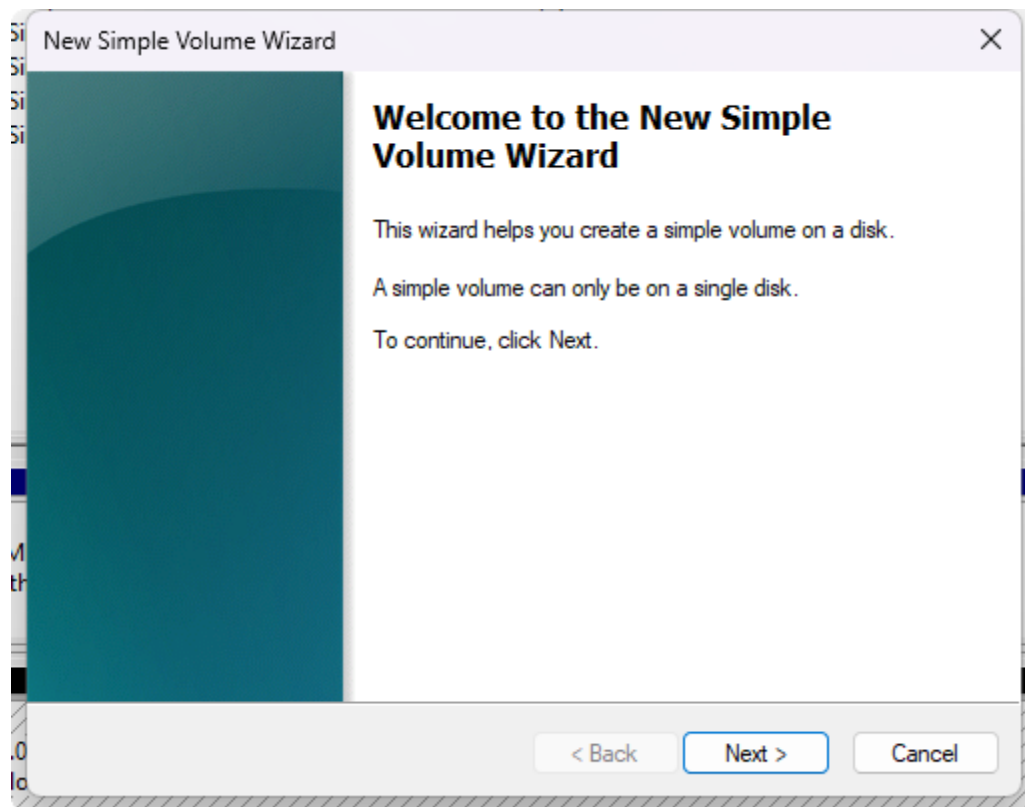 New Simple Volume Wizard
Welcome to the New Simple
Volume Wizard
This wizard helps you create a simple volume on a disk.
A simple volume can only be on a single disk.
To continue, click Next.
< Back
Next >
Cancel